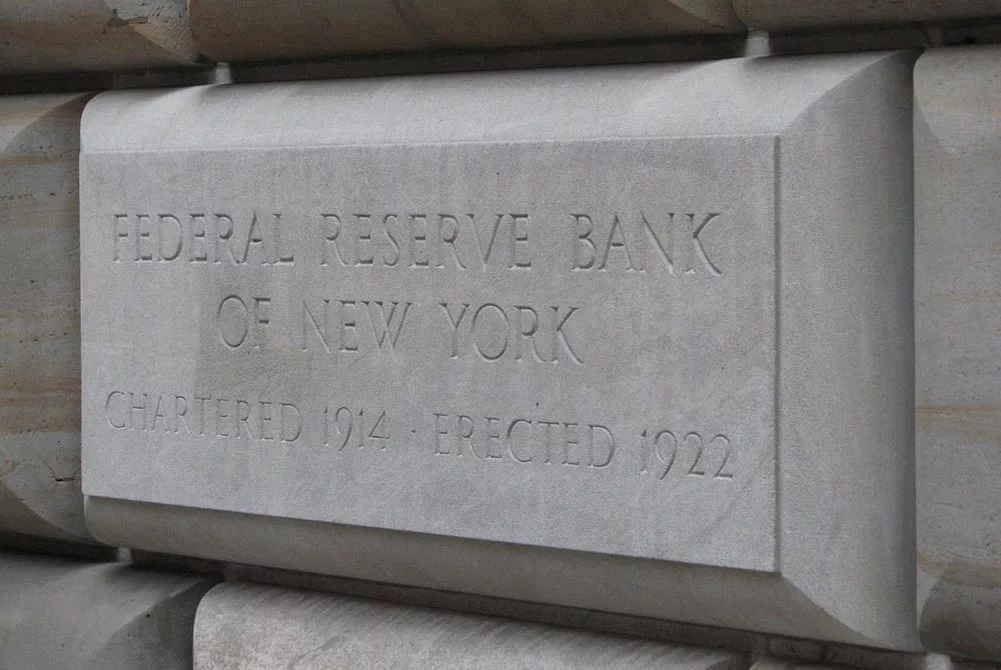 FEDERAL RESERVE BANK
OF NEW YORK
CHARTERED 1914 · ERECTED 1922